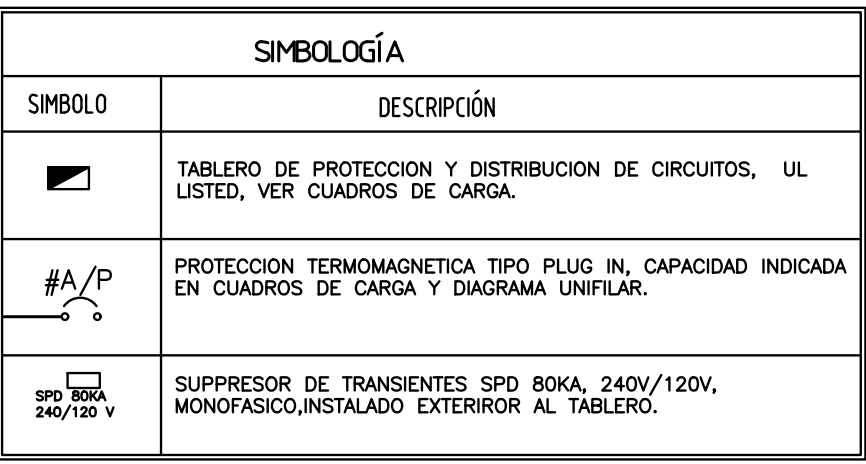 SIMBOLOGÍA
SIMBOLO
DESCRIPCIÓN
TABLERO DE PROTECCION Y DISTRIBUCION DE CIRCUITOS, UL
LISTED, VER CUADROS DE CARGA.
#A/P
PROTECCION TERMOMAGNETICA TIPO PLUG IN, CAPACIDAD INDICADA
EN CUADROS DE CARGA Y DIAGRAMA UNIFILAR.
SPD 80KA
240/120 V
SUPPRESOR DE TRANSIENTES SPD 80KA, 240V/120V,
MONOFASICO,INSTALADO EXTERIROR AL TABLERO.